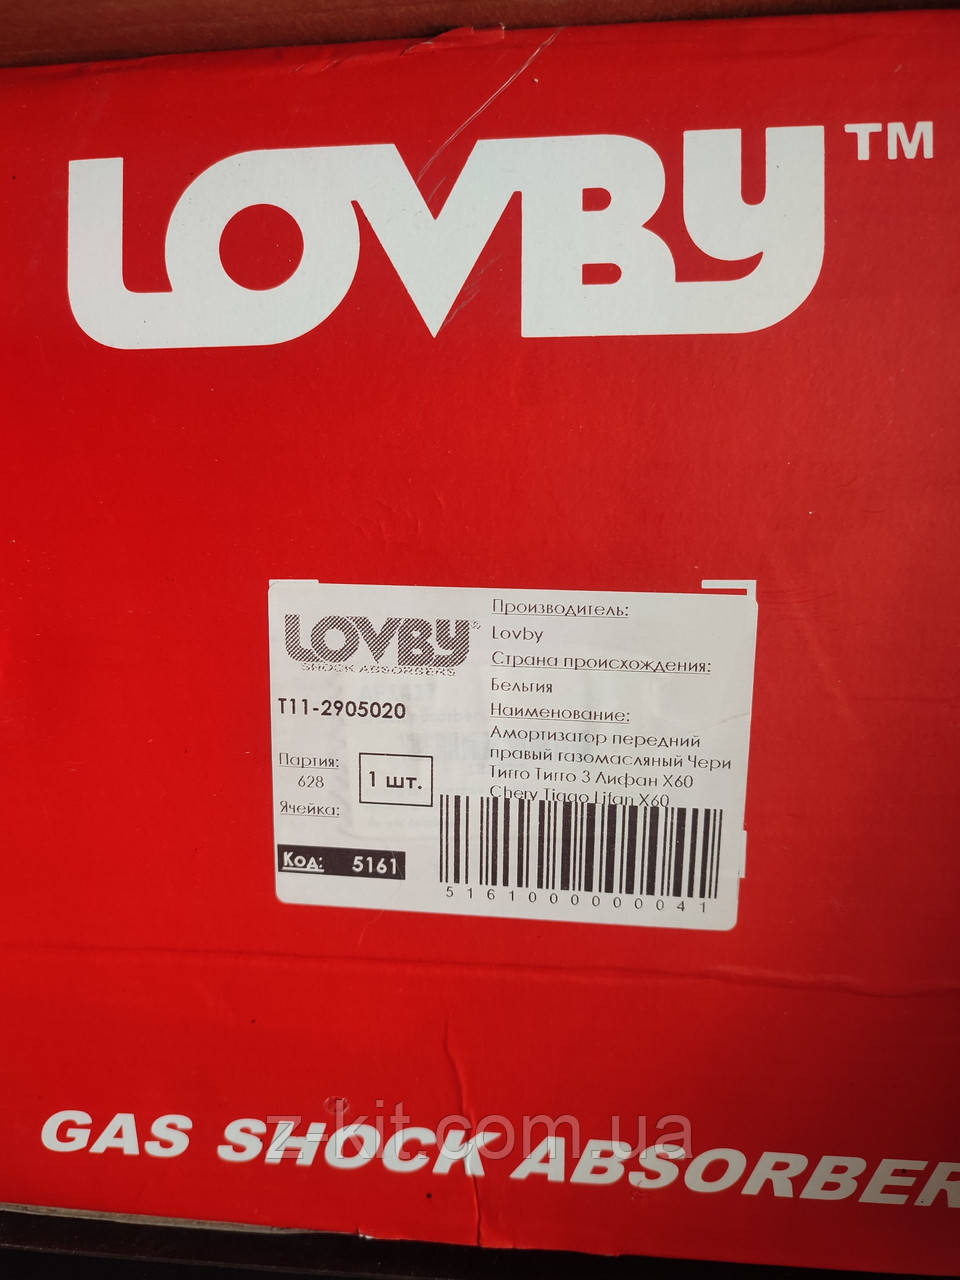 LOVBY TM
LOVBY®
SHOCK ABSORBERS
T11-2905020
Партия:
628
1 шт.
Ячейка:
Код: 5161
Производитель:
Lovby
Страна происхождения:
Бельгия
Наименование:
Амортизатор передний
правый газомасляный Чери
Тигго Тигго 3 Лифан Х60
Chery Tiggo Lifan X60
5161000000041
z-kit.com.ua
GAS SHOCK ABSORBER